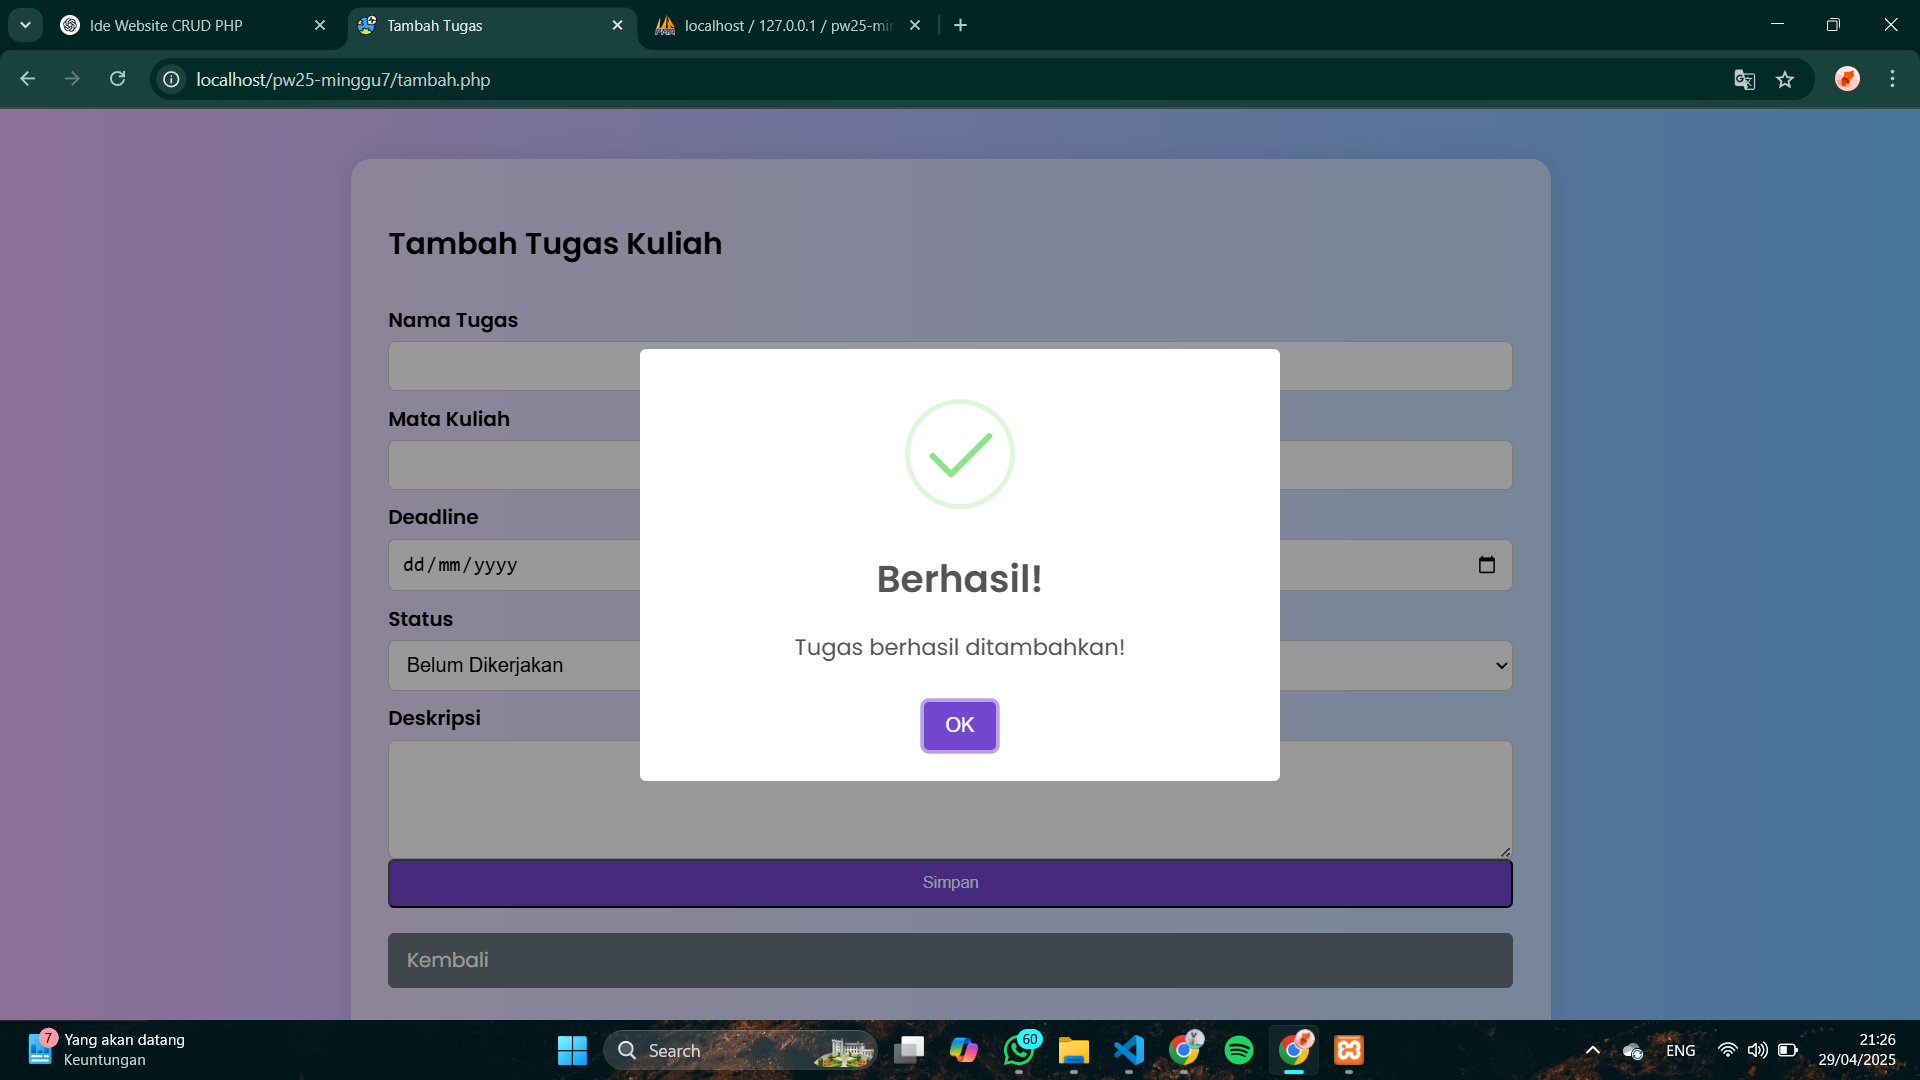 Ide Website CRUD PHP
Tambah Tugas
localhost / 127.0.0.1 / pw25-min
localhost/pw25-minggu7/tambah.php
Tambah Tugas Kuliah
Nama Tugas
Mata Kuliah
Deadline
dd/mm/yyyy
Status
Belum Dikerjakan
Deskripsi
Berhasil!
Tugas berhasil ditambahkan!
OK
Simpan
Kembali
7
Yang akan datang
Keuntungan
Search
60
ENG
21:26
29/04/2025